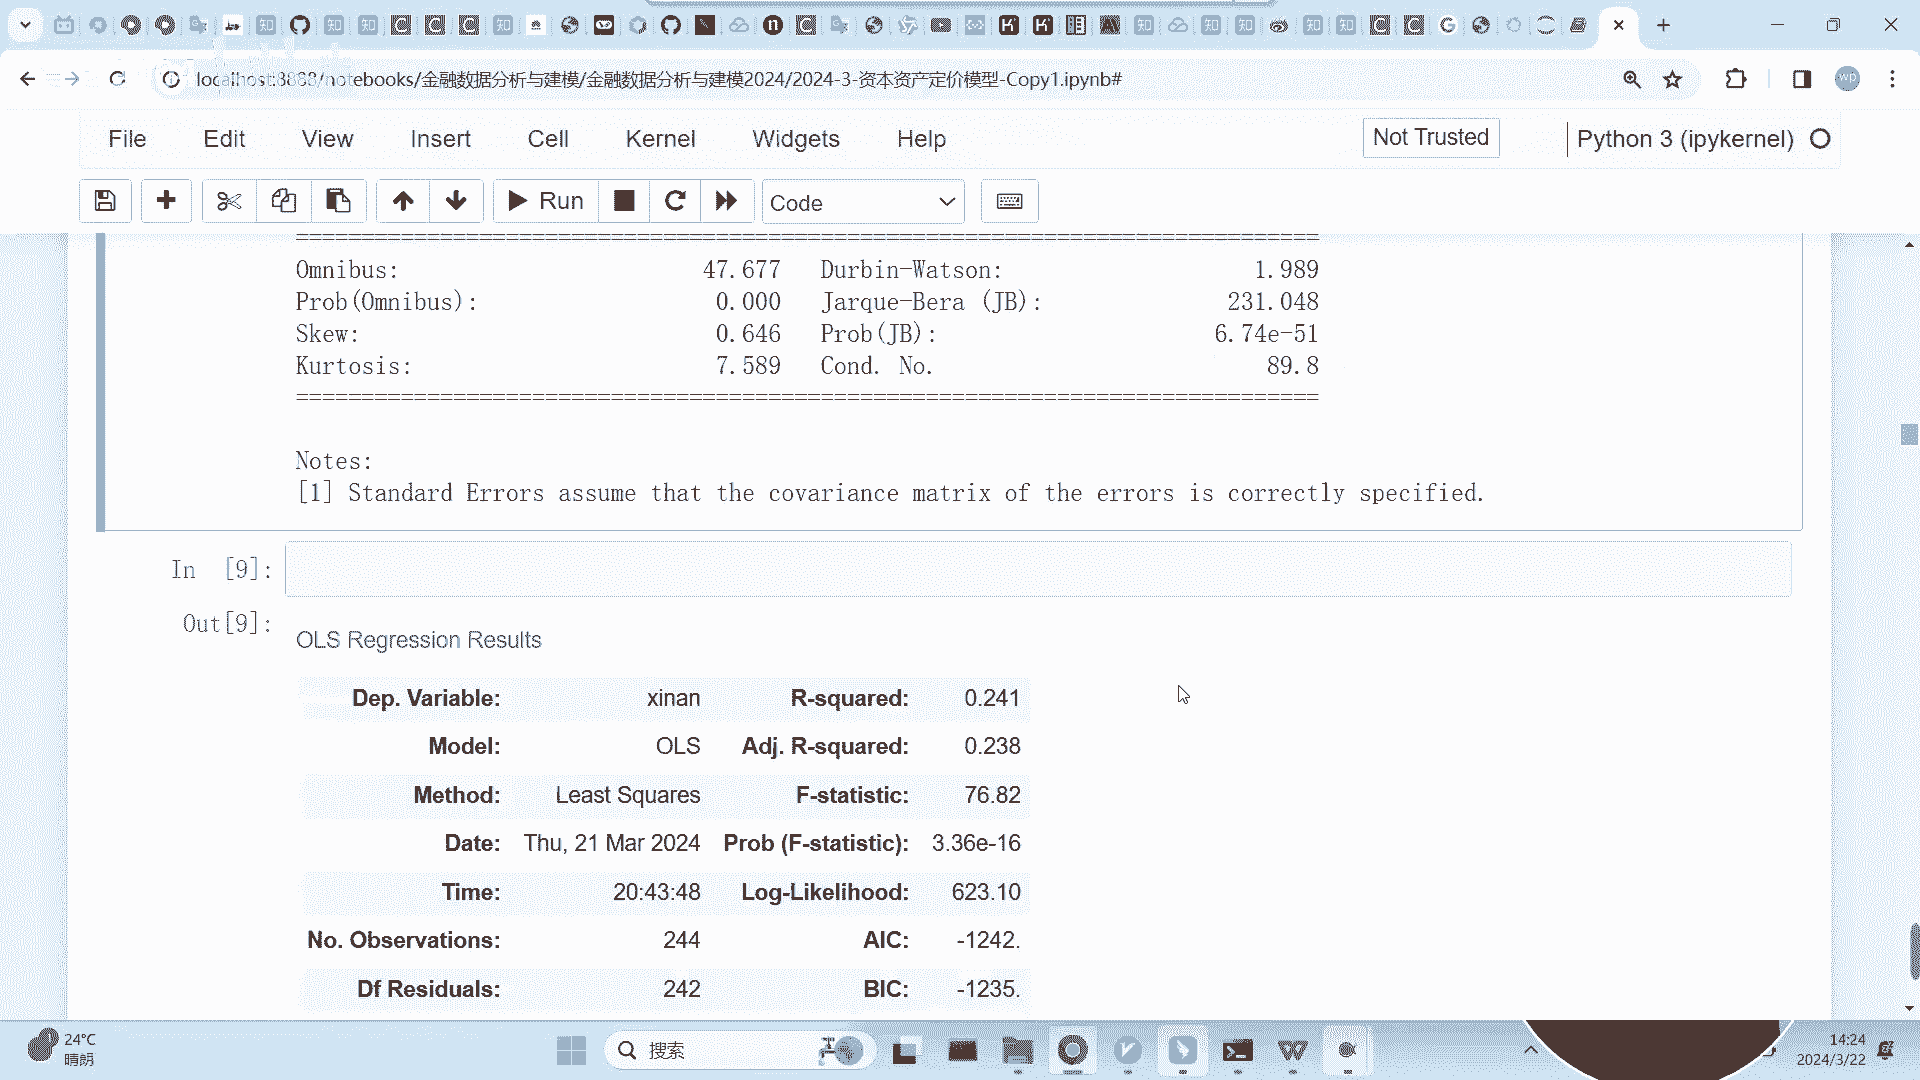 localhost:8888/notebooks/金融数据分析与建模/金融数据分析与建模2024/2024-3-资本资产定价模型-Copy1.ipynb#
wp
File Edit View Insert Cell Kernel Widgets Help Not Trusted Python 3 (ipykernel)
Run Code
==============================================================================
Omnibus: 47.677 Durbin-Watson: 1.989
Prob(Omnibus): 0.000 Jarque-Bera (JB): 231.048
Skew: 0.646 Prob(JB): 6.74e-51
Kurtosis: 7.589 Cond. No. 89.8
==============================================================================
Notes:
[1] Standard Errors assume that the covariance matrix of the errors is correctly specified.
In [9]:
Out[9]:
OLS Regression Results
Dep. Variable: xinan R-squared: 0.241
Model: OLS Adj. R-squared: 0.238
Method: Least Squares F-statistic: 76.82
Date: Thu, 21 Mar 2024 Prob (F-statistic): 3.36e-16
Time: 20:43:48 Log-Likelihood: 623.10
No. Observations: 244 AIC: -1242.
Df Residuals: 242 BIC: -1235.
24°C
晴朗
搜索
14:24
2024/3/22